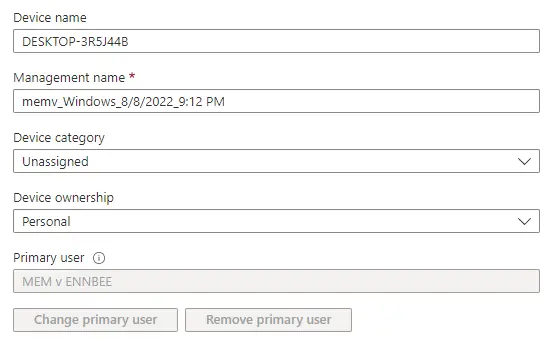 Device name
DESKTOP-3R5J44B
Management name *
memv_Windows_8/8/2022_9:12 PM
Device category
Unassigned
Device ownership
Personal
Primary user
MEM v ENNBEE
Change primary user Remove primary user